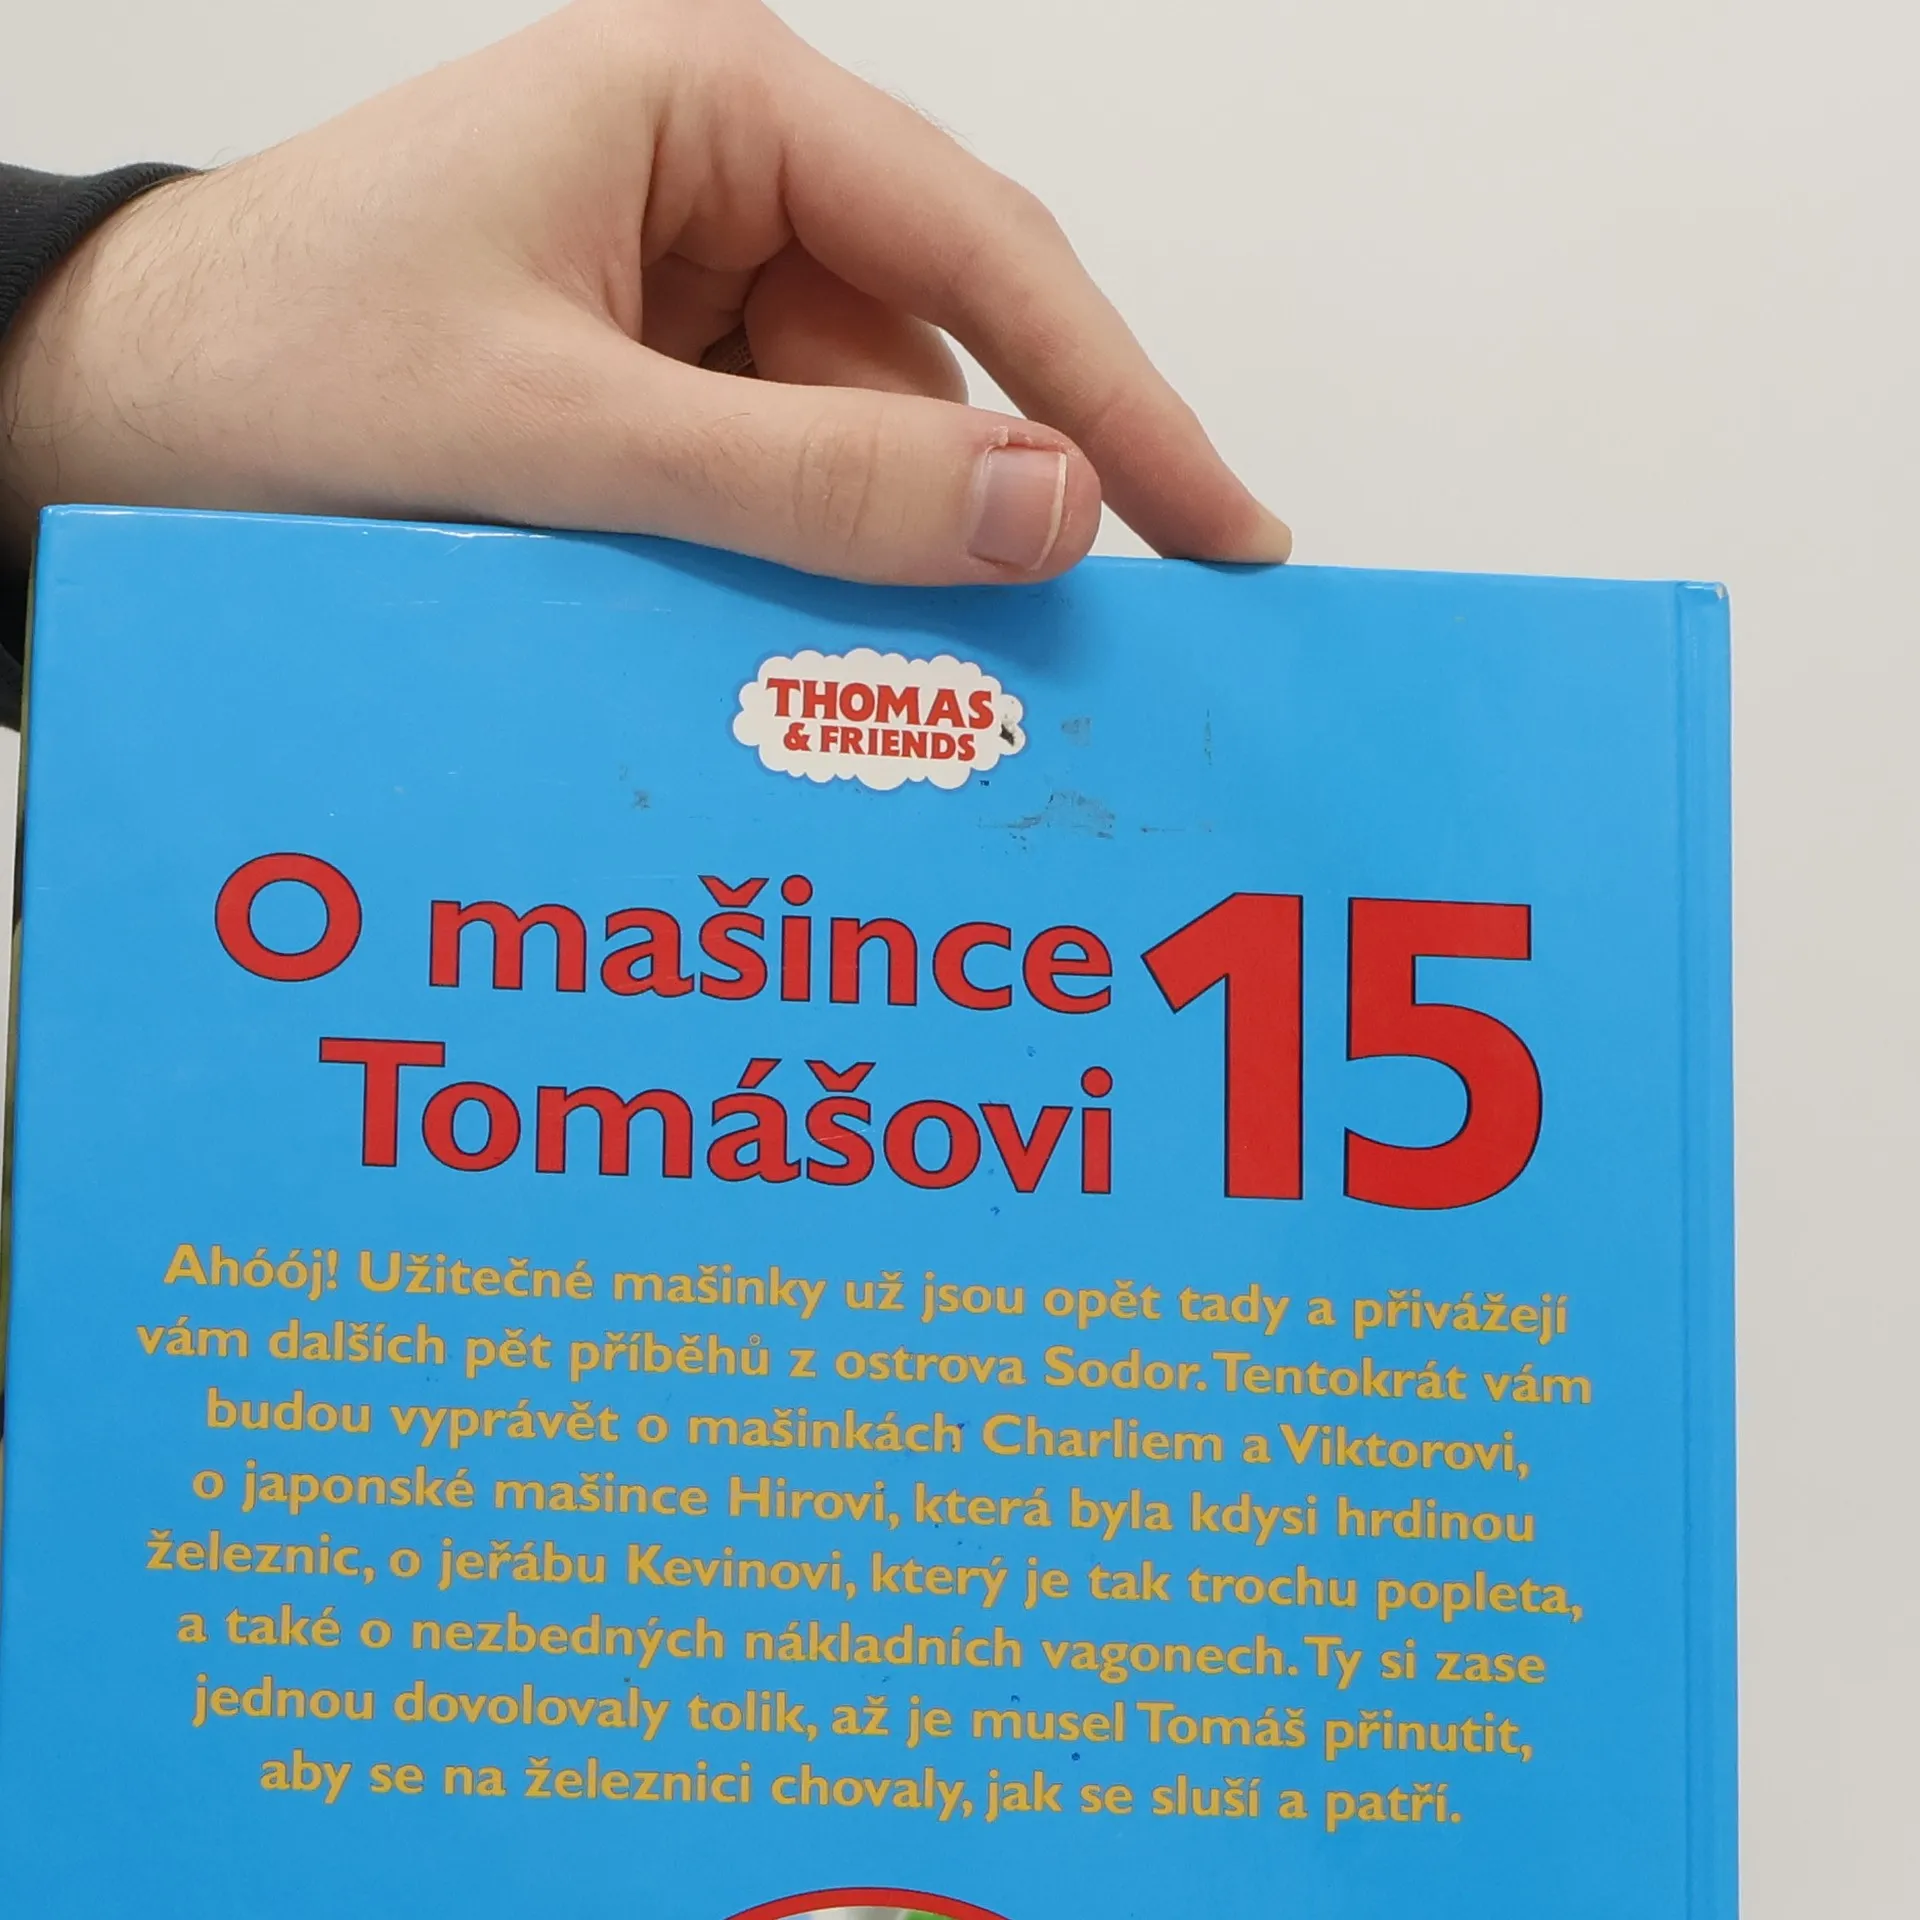 THOMAS
& FRIENDS
™
O mašince 15
Tomášovi
Ahóój! Užitečné mašinky už jsou opět tady a přivážejí
vám dalších pět příběhů z ostrova Sodor. Tentokrát vám
budou vyprávět o mašinkách Charliem a Viktorovi,
o japonské mašince Hirovi, která byla kdysi hrdinou
železnic, o jeřábu Kevinovi, který je tak trochu popleta,
a také o nezbedných nákladních vagonech. Ty si zase
jednou dovolovaly tolik, až je musel Tomáš přinutit,
aby se na železnici chovaly, jak se sluší a patří.